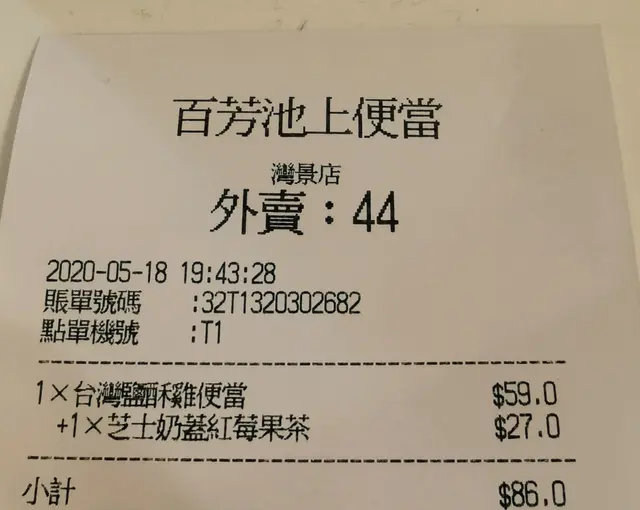 百芳池上便當
灣景店
外賣：44
2020-05-18 19:43:28
賬單號碼 :32T1320302682
點單機號 :T1
1×台灣鹽酥雞便當 $59.0
+1×芝士奶蓋紅莓果茶 $27.0
小計 $86.0